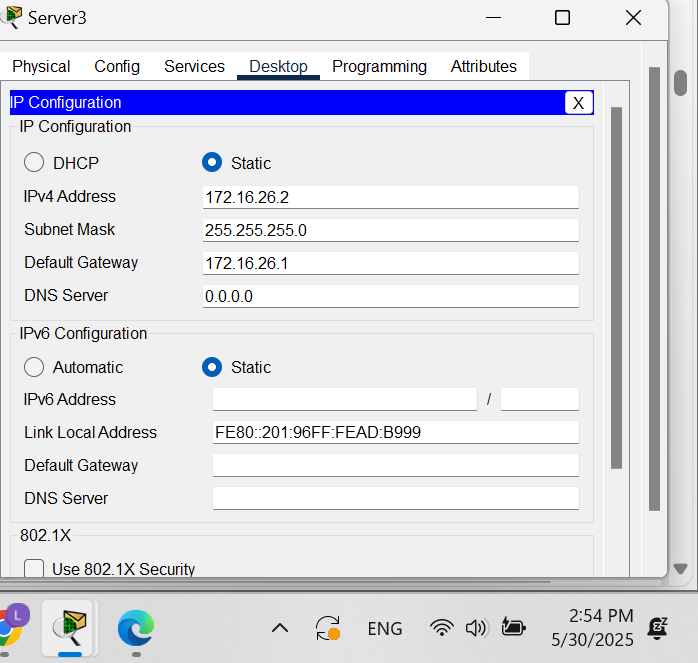 Server3
Physical Config Services Desktop Programming Attributes
IP Configuration X
IP Configuration
DHCP Static
IPv4 Address 172.16.26.2
Subnet Mask 255.255.255.0
Default Gateway 172.16.26.1
DNS Server 0.0.0.0
IPv6 Configuration
Automatic Static
IPv6 Address /
Link Local Address FE80::201:96FF:FEAD:B999
Default Gateway
DNS Server
802.1X
Use 802.1X Security
L
ENG
2:54 PM
5/30/2025